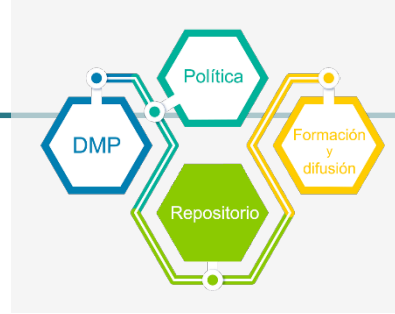 Política
DMP
Formación
y
difusión
Repositorio